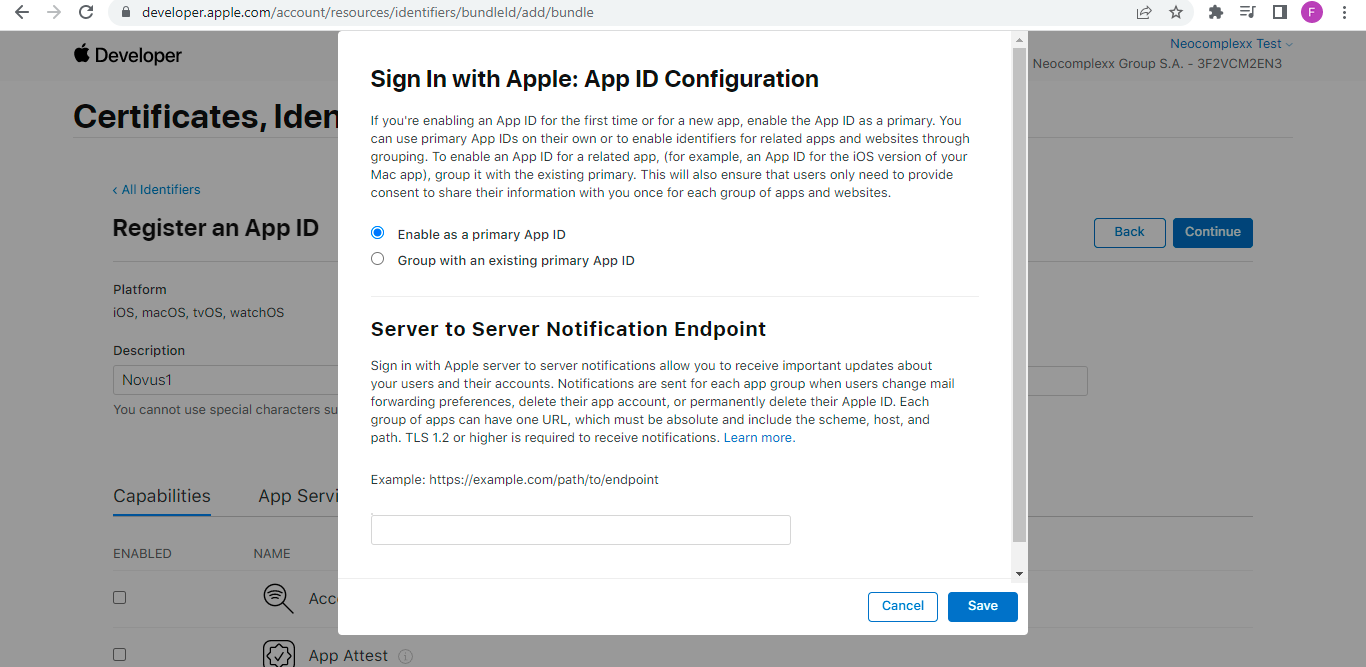 developer.apple.com/account/resources/identifiers/bundleId/add/bundle
F
Developer
Neocomplexx Test
Neocomplexx Group S.A. - 3F2VCM2EN3
Certificates, Iden
‹ All Identifiers
Register an App ID
Back
Continue
Platform
iOS, macOS, tvOS, watchOS
Description
Novus1
You cannot use special characters su
Capabilities
App Servi
ENABLED
NAME
Acc
App Attest
Sign In with Apple: App ID Configuration
If you're enabling an App ID for the first time or for a new app, enable the App ID as a primary. You
can use primary App IDs on their own or to enable identifiers for related apps and websites through
grouping. To enable an App ID for a related app, (for example, an App ID for the iOS version of your
Mac app), group it with the existing primary. This will also ensure that users only need to provide
consent to share their information with you once for each group of apps and websites.
Enable as a primary App ID
Group with an existing primary App ID
Server to Server Notification Endpoint
Sign in with Apple server to server notifications allow you to receive important updates about
your users and their accounts. Notifications are sent for each app group when users change mail
forwarding preferences, delete their app account, or permanently delete their Apple ID. Each
group of apps can have one URL, which must be absolute and include the scheme, host, and
path. TLS 1.2 or higher is required to receive notifications. Learn more.
Example: https://example.com/path/to/endpoint
Cancel
Save